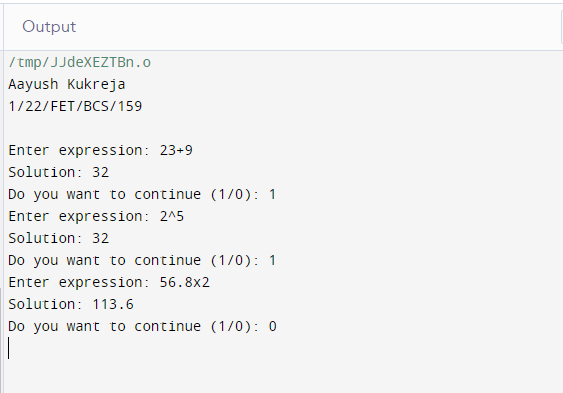 Output
/tmp/JJdeXEZTBn.o
Aayush Kukreja
1/22/FET/BCS/159
Enter expression: 23+9
Solution: 32
Do you want to continue (1/0): 1
Enter expression: 2^5
Solution: 32
Do you want to continue (1/0): 1
Enter expression: 56.8x2
Solution: 113.6
Do you want to continue (1/0): 0